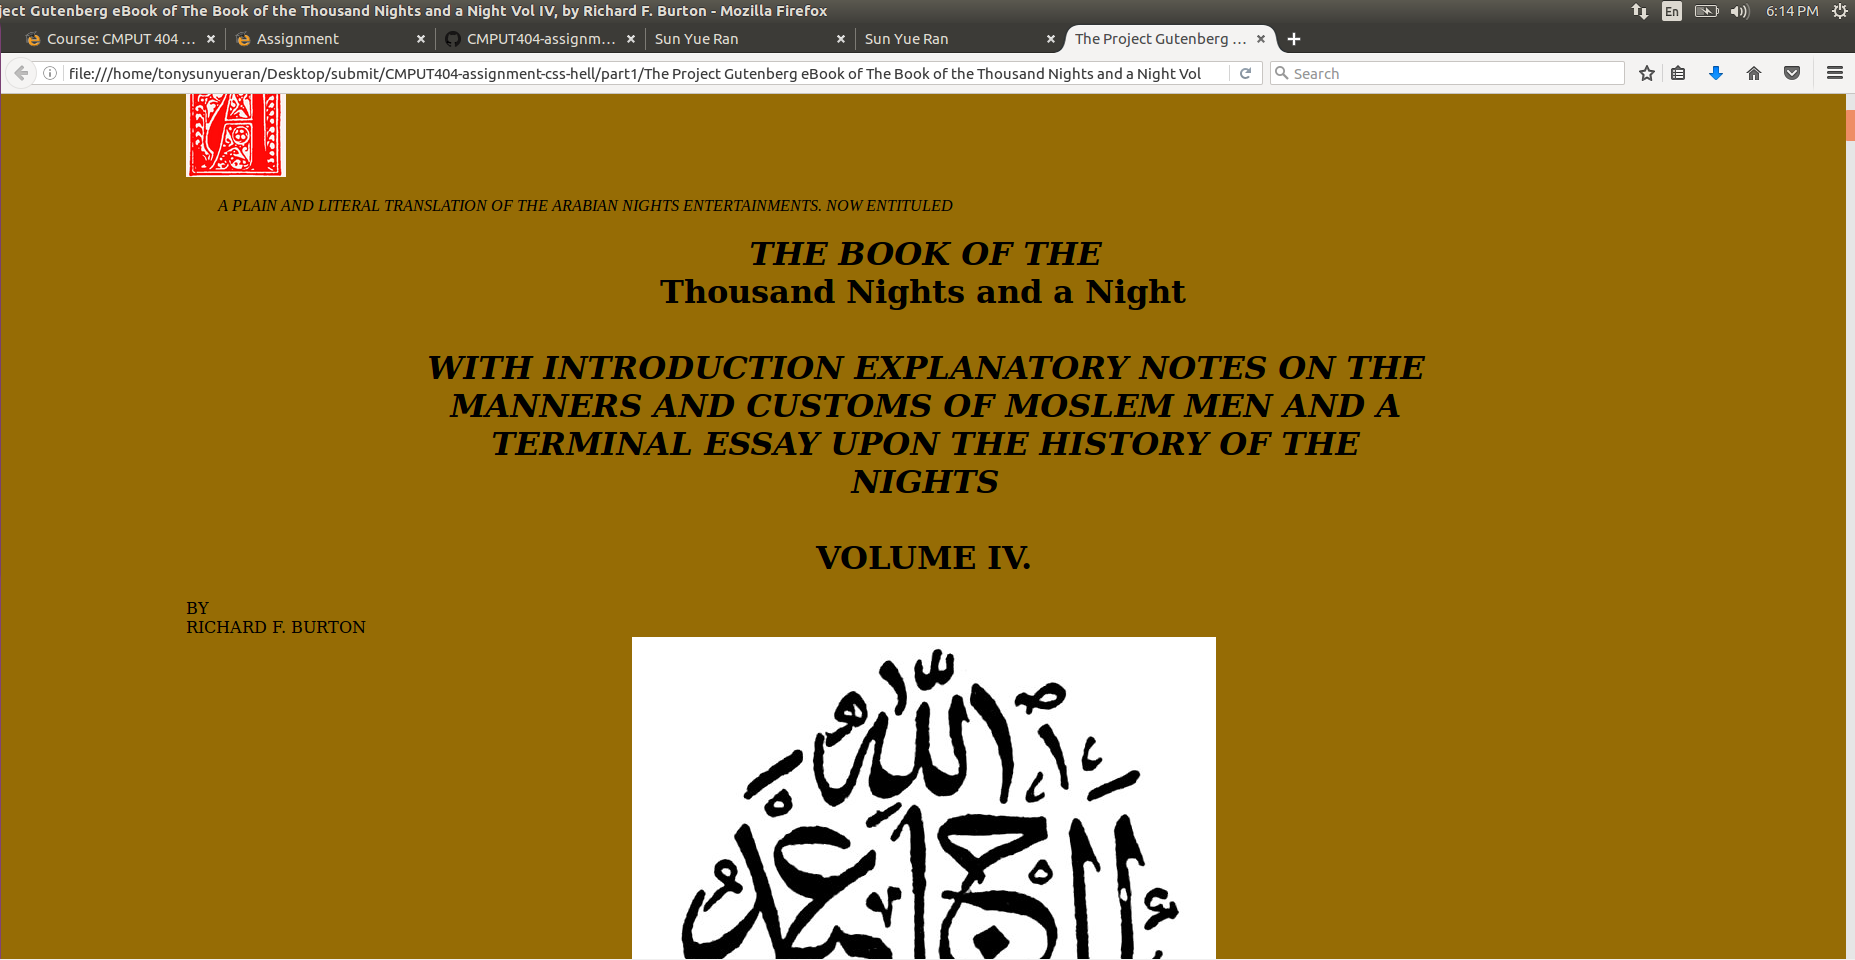 ject Gutenberg eBook of The Book of the Thousand Nights and a Night Vol IV, by Richard F. Burton - Mozilla Firefox
En
6:14 PM
Course: CMPUT 404 ...
Assignment
CMPUT404-assignm...
Sun Yue Ran
Sun Yue Ran
The Project Gutenberg ...
file:///home/tonysunyueran/Desktop/submit/CMPUT404-assignment-css-hell/part1/The Project Gutenberg eBook of The Book of the Thousand Nights and a Night Vol
Search
A
A PLAIN AND LITERAL TRANSLATION OF THE ARABIAN NIGHTS ENTERTAINMENTS. NOW ENTITULED
THE BOOK OF THE
Thousand Nights and a Night
WITH INTRODUCTION EXPLANATORY NOTES ON THE
MANNERS AND CUSTOMS OF MOSLEM MEN AND A
TERMINAL ESSAY UPON THE HISTORY OF THE
NIGHTS
VOLUME IV.
BY
RICHARD F. BURTON
الله